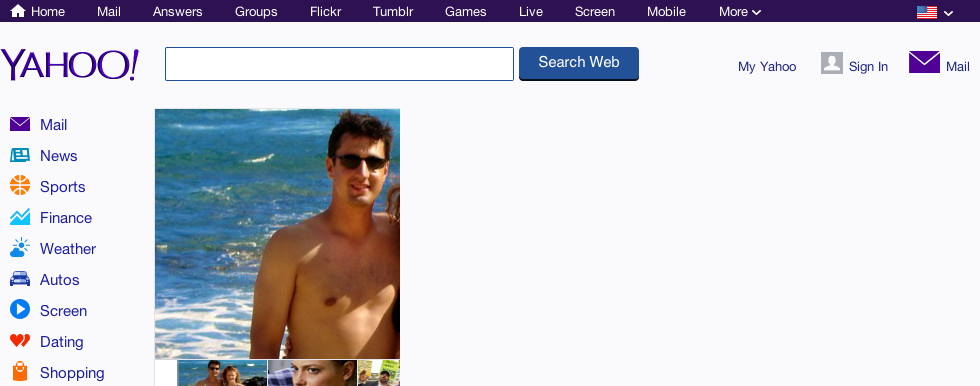 Home Mail Answers Groups Flickr Tumblr Games Live Screen Mobile More
YAHOO! Search Web My Yahoo Sign In Mail
Mail
News
Sports
Finance
Weather
Autos
Screen
Dating
Shopping